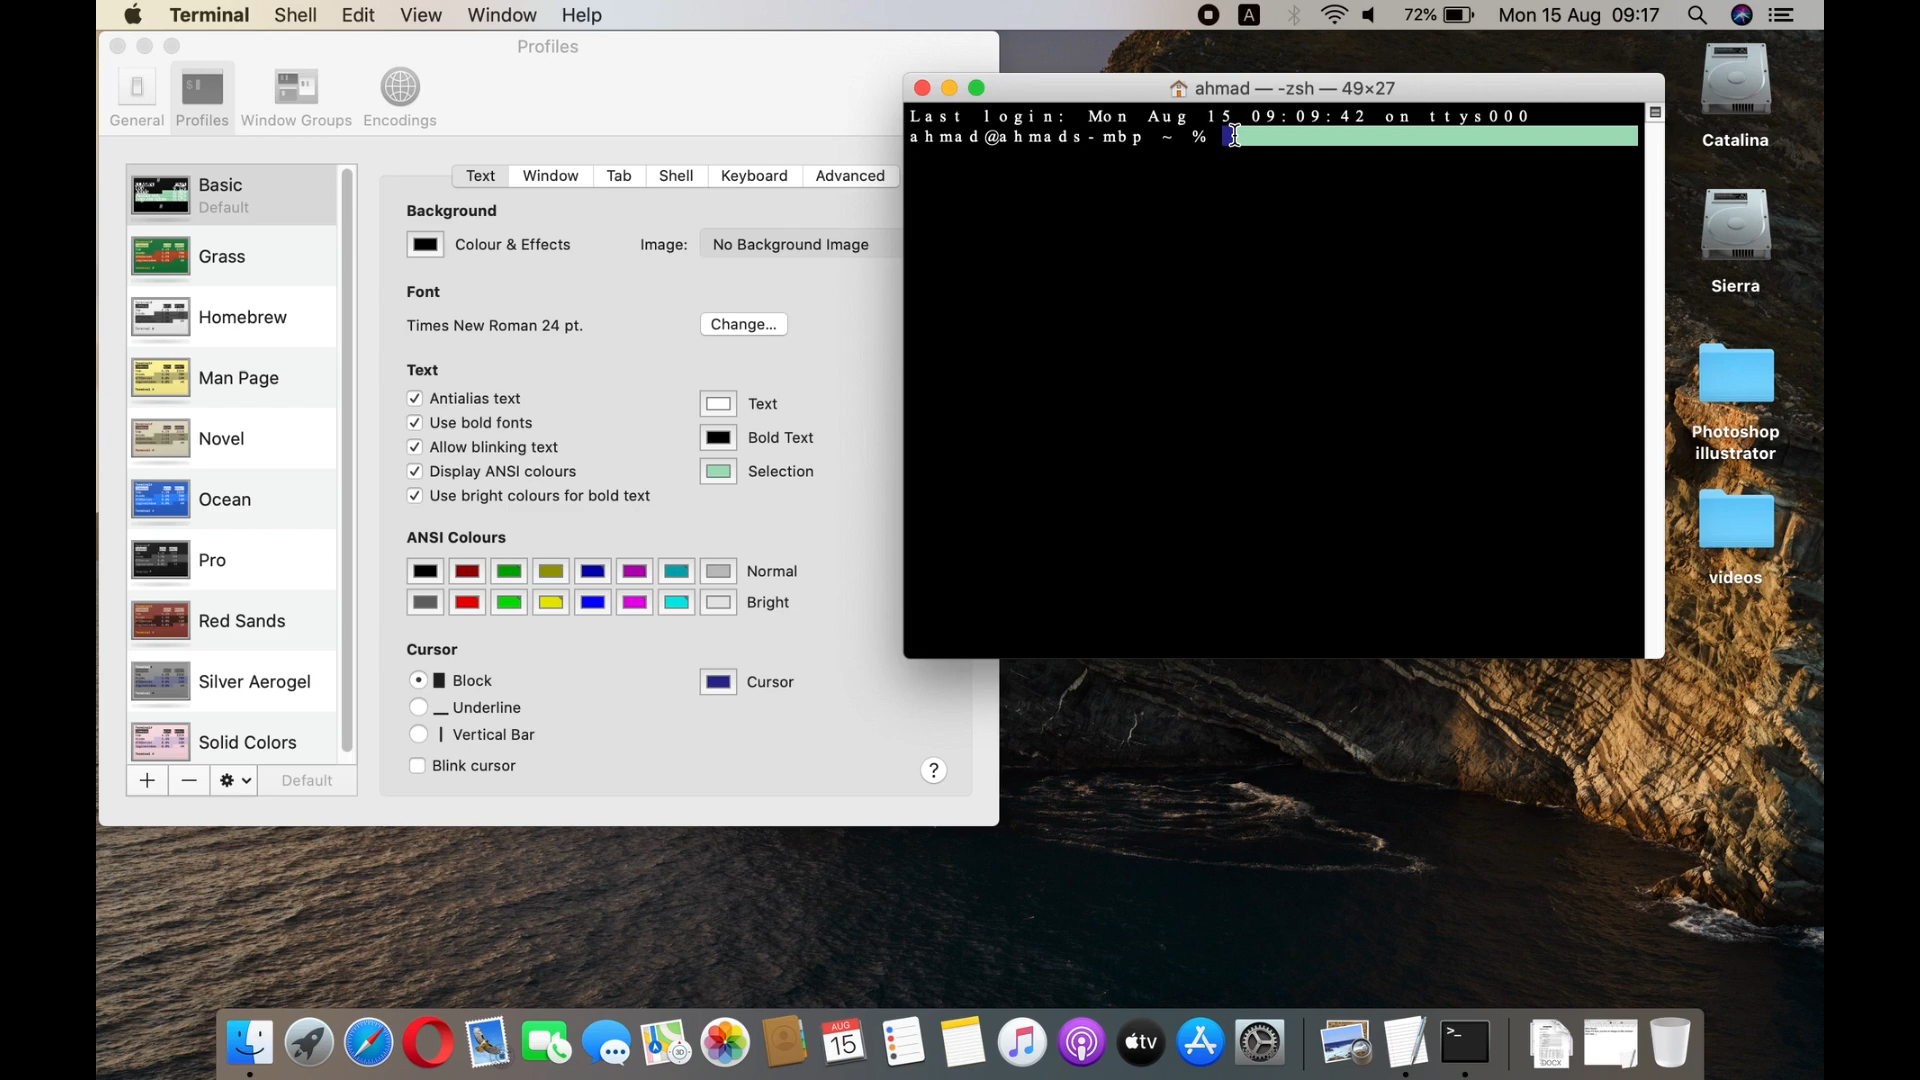 Terminal Shell Edit View Window Help
A 72% Mon 15 Aug 09:17
Profiles
General Profiles Window Groups Encodings
Basic
Default
Grass
Homebrew
Man Page
Novel
Ocean
Pro
Red Sands
Silver Aerogel
Solid Colors
Default
Text Window Tab Shell Keyboard Advanced
Background
Colour & Effects Image: No Background Image
Font
Times New Roman 24 pt. Change...
Text
Antialias text
Use bold fonts
Allow blinking text
Display ANSI colours
Use bright colours for bold text
Text
Bold Text
Selection
ANSI Colours
Normal
Bright
Cursor
Block
Underline
Vertical Bar
Blink cursor
Cursor
?
ahmad — -zsh — 49×27
Last login: Mon Aug 15 09:09:42 on ttys000
ahmad@ahmads-mbp ~ %
Catalina
Sierra
Photoshop
illustrator
videos
AUG
15
3D
tv
>_
DOCX